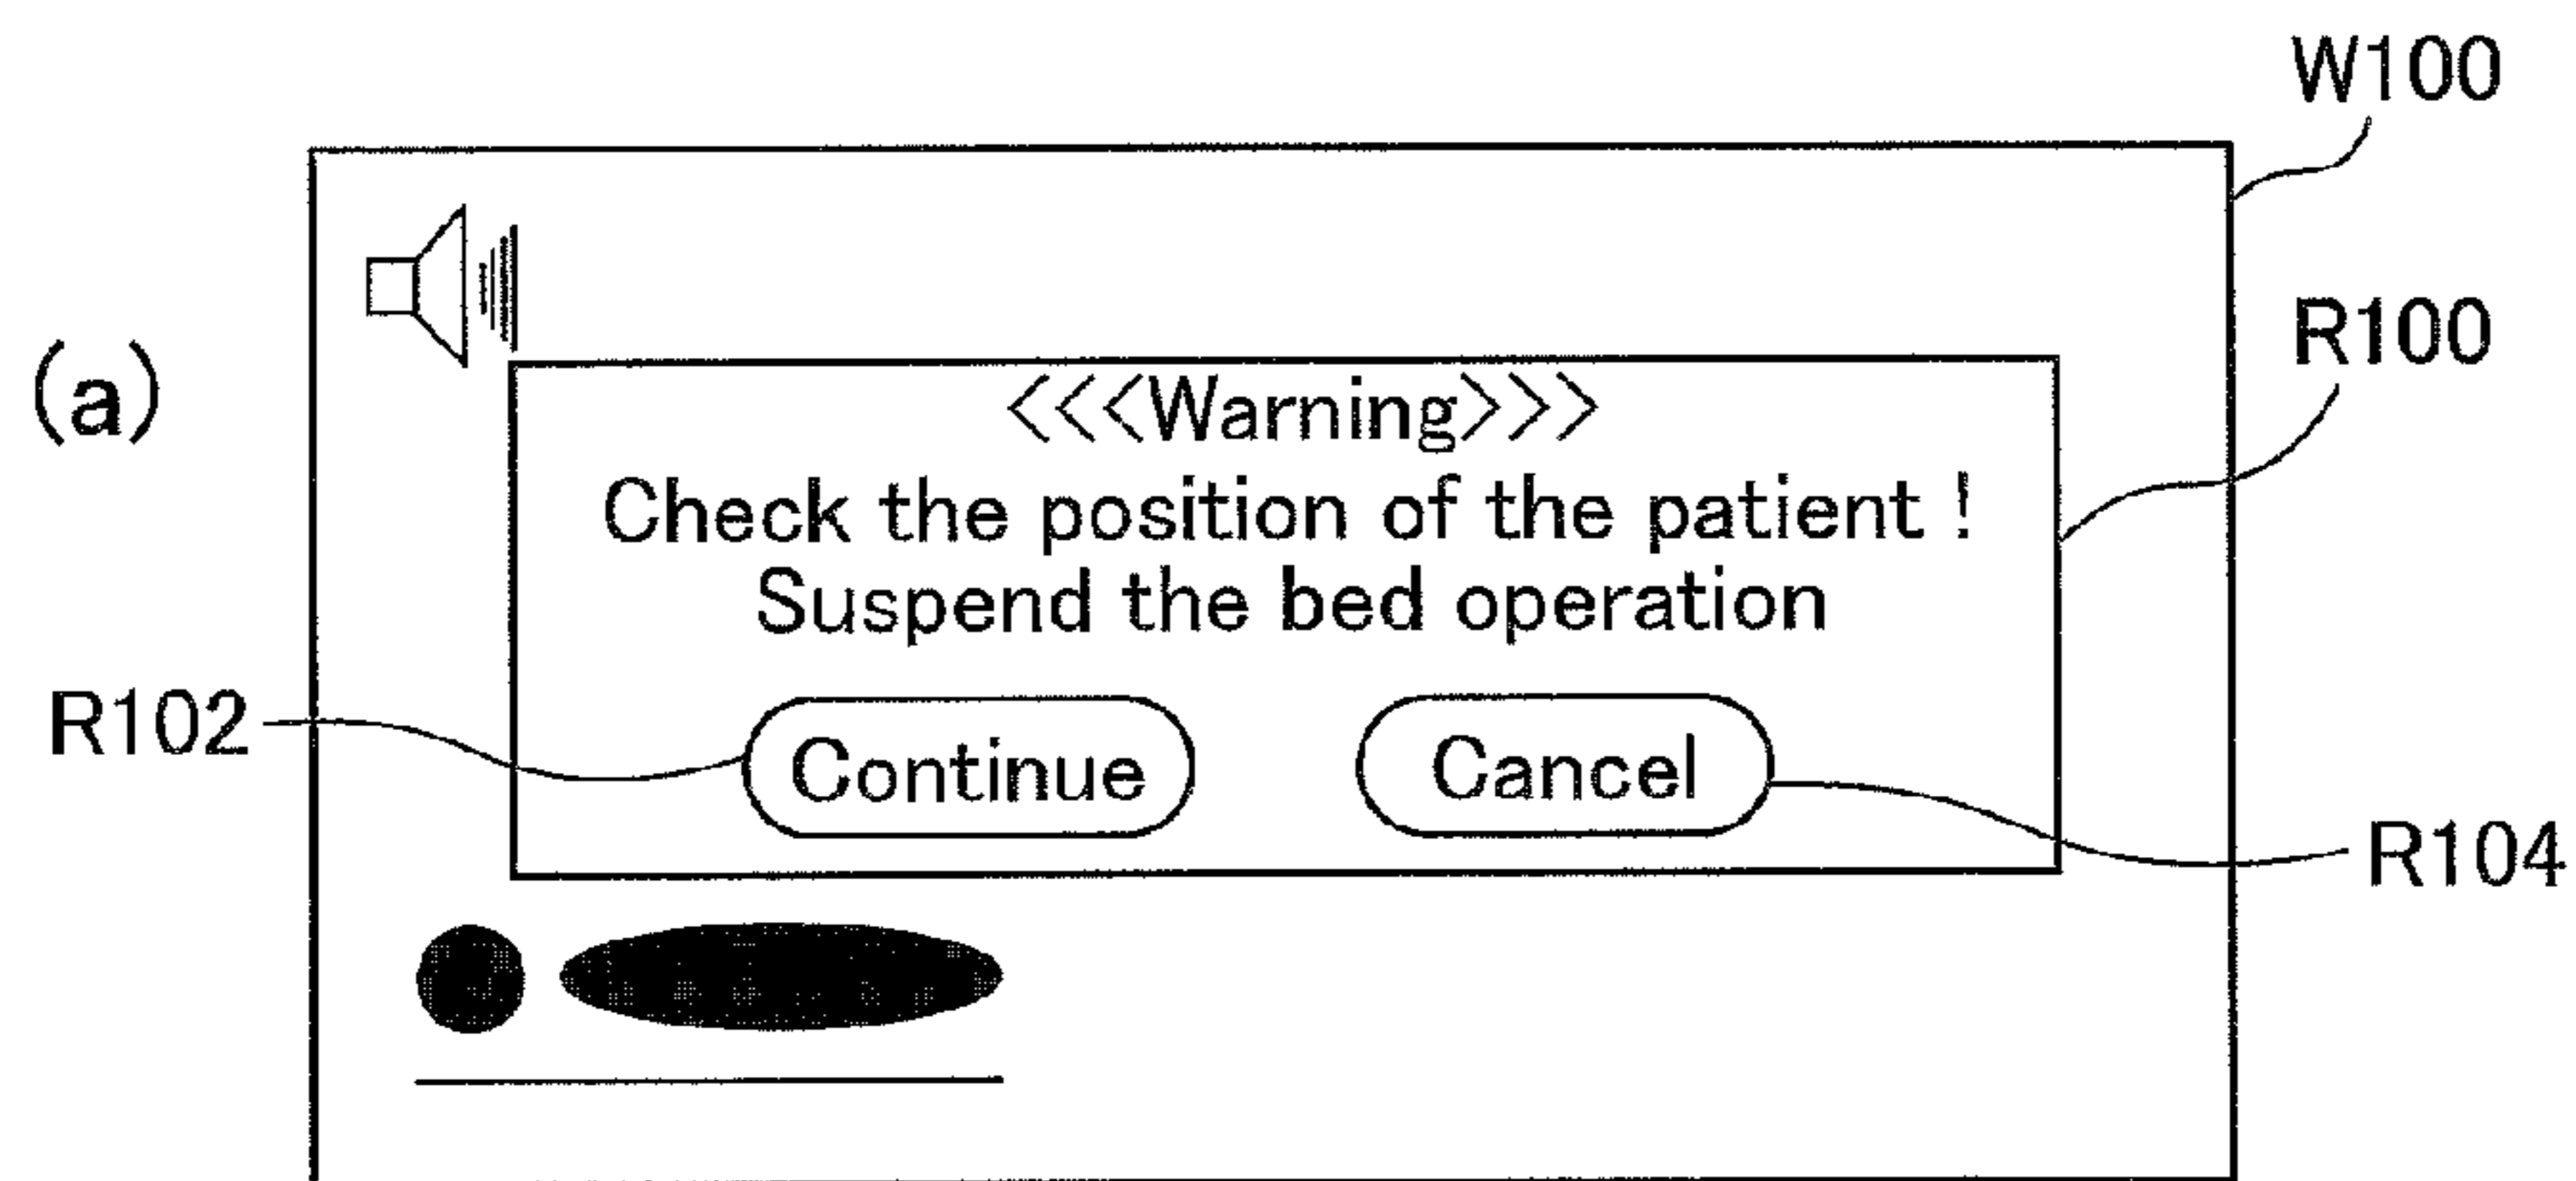 W100
R100
(a)
<<<Warning>>>
Check the position of the patient !
Suspend the bed operation
R102
Continue
Cancel
R104